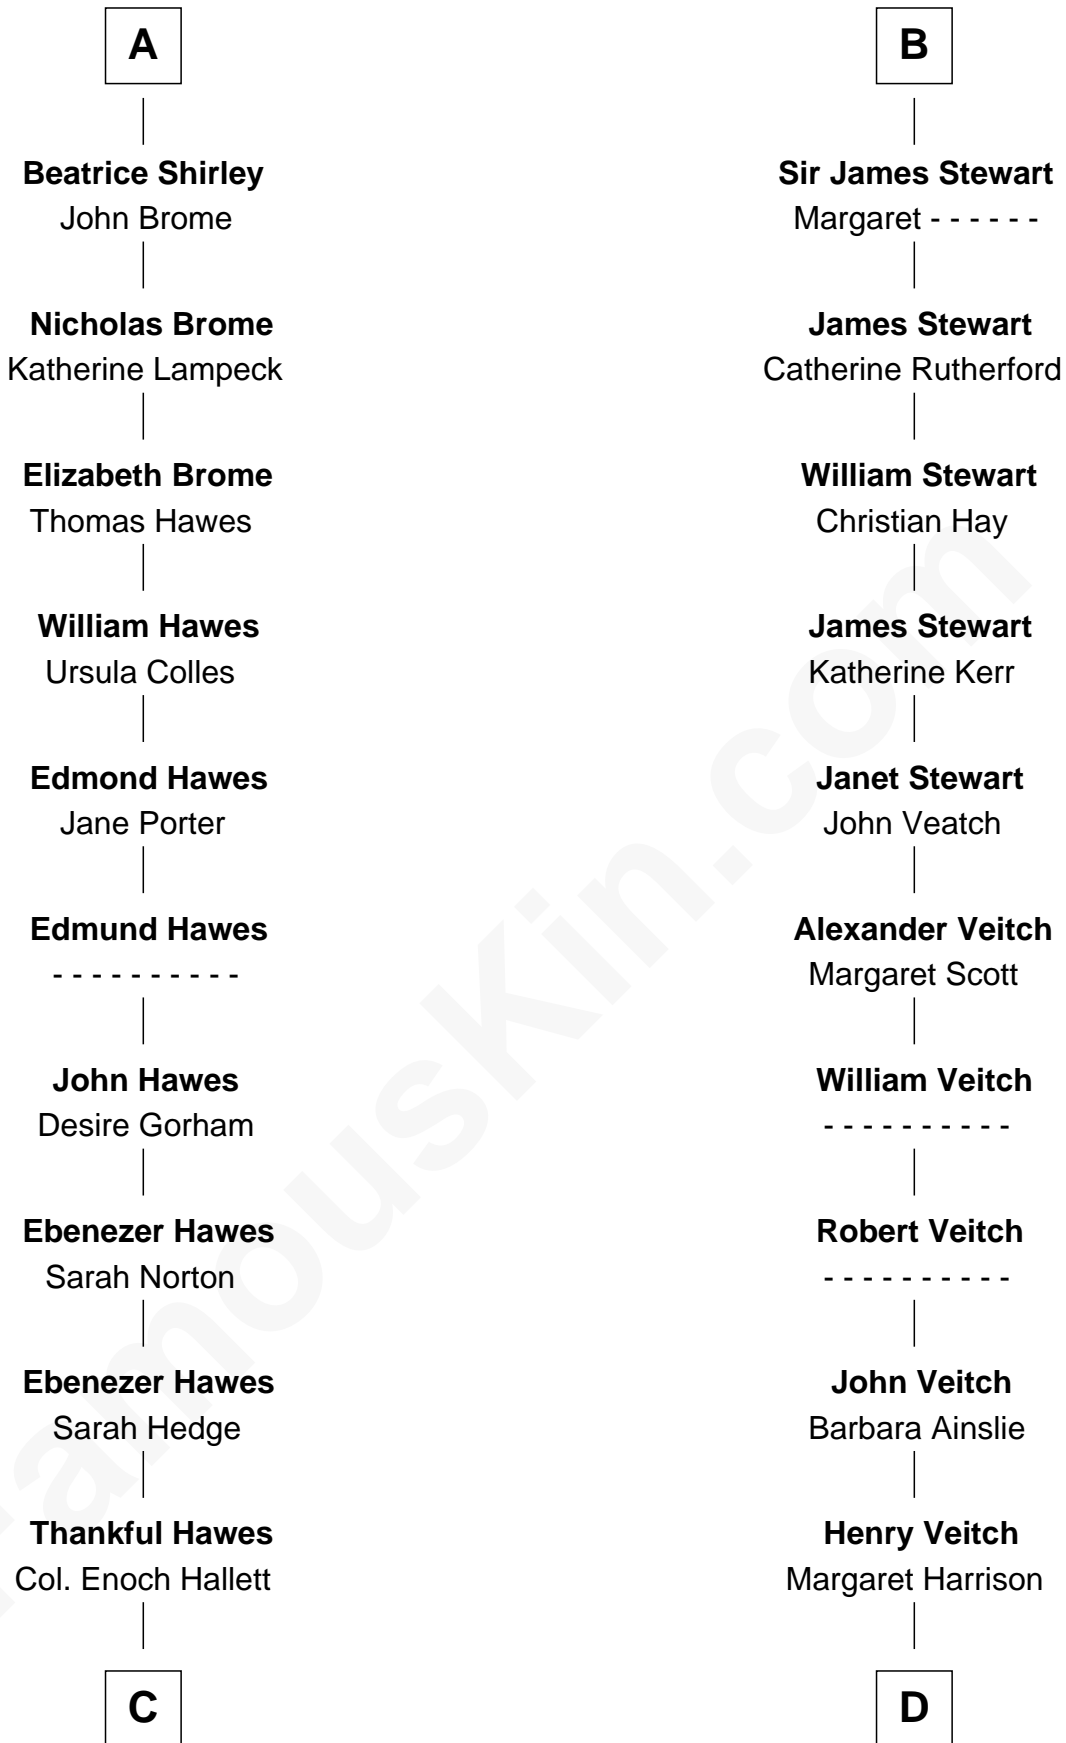 A
Beatrice Shirley
John Brome
Nicholas Brome
Katherine Lampeck
Elizabeth Brome
Thomas Hawes
William Hawes
Ursula Colles
Edmond Hawes
Jane Porter
Edmund Hawes
- - - - - - - - - -
John Hawes
Desire Gorham
Ebenezer Hawes
Sarah Norton
Ebenezer Hawes
Sarah Hedge
Thankful Hawes
Col. Enoch Hallett
C
B
Sir James Stewart
Margaret - - - - - -
James Stewart
Catherine Rutherford
William Stewart
Christian Hay
James Stewart
Katherine Kerr
Janet Stewart
John Veatch
Alexander Veitch
Margaret Scott
William Veitch
- - - - - - - - - -
Robert Veitch
- - - - - - - - - -
John Veitch
Barbara Ainslie
Henry Veitch
Margaret Harrison
D
FamousKin.com